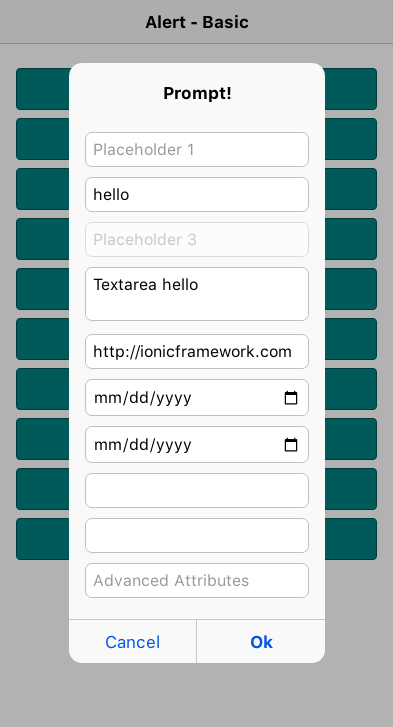 Alert - Basic
Prompt!
Placeholder 1
hello
Placeholder 3
Textarea hello
http://ionicframework.com
mm/dd/yyyy
mm/dd/yyyy
Advanced Attributes
Cancel
Ok